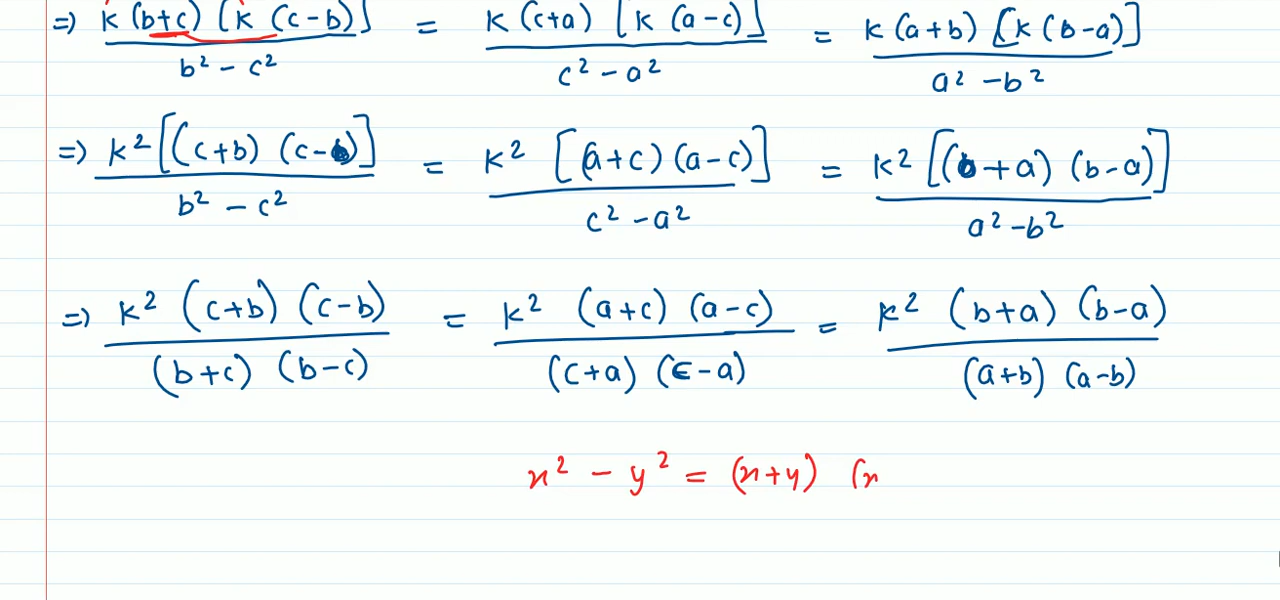 ⇒ k (b+c) [k (c-b)] / b² - c² = k (c+a) [k (a-c)] / c² - a² = k (a+b) [k (b-a)] / a² - b²
⇒ k² [(c+b) (c-b)] / b² - c² = k² [(a+c) (a-c)] / c² - a² = k² [(b+a) (b-a)] / a² - b²
⇒ k² (c+b) (c-b) / (b+c) (b-c) = k² (a+c) (a-c) / (c+a) (c-a) = k² (b+a) (b-a) / (a+b) (a-b)
x² - y² = (x+y) (x